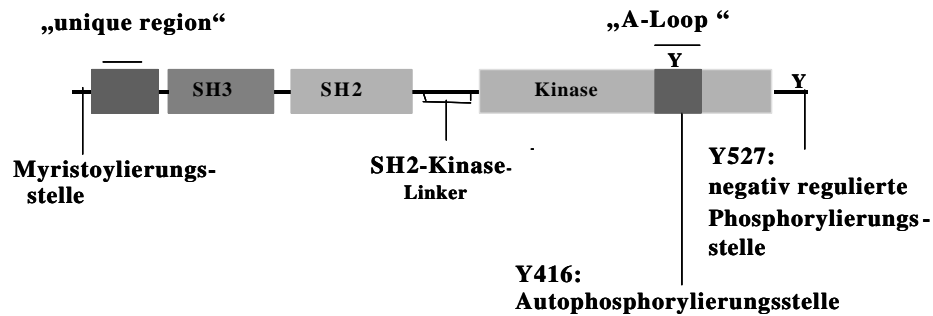 „unique region“
„A-Loop “
Y
Y
SH3
SH2
Kinase
Myristoylierungs-
stelle
SH2-Kinase-
Linker
Y527:
negativ regulierte
Phosphorylierungs-
stelle
Y416:
Autophosphorylierungsstelle